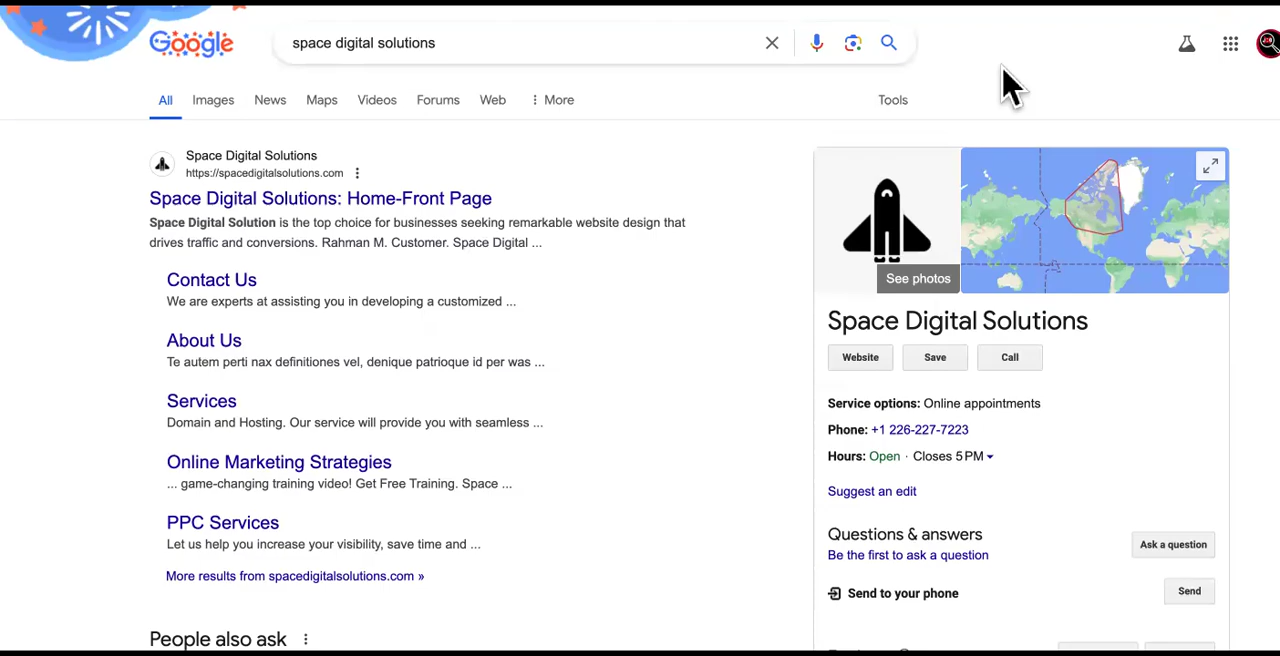 Google
space digital solutions
All Images News Maps Videos Forums Web More Tools
Space Digital Solutions
https://spacedigitalsolutions.com
Space Digital Solutions: Home-Front Page
Space Digital Solution is the top choice for businesses seeking remarkable website design that
drives traffic and conversions. Rahman M. Customer. Space Digital ...
Contact Us
We are experts at assisting you in developing a customized ...
About Us
Te autem perti nax definitiones vel, denique patrioque id per was ...
Services
Domain and Hosting. Our service will provide you with seamless ...
Online Marketing Strategies
... game-changing training video! Get Free Training. Space ...
PPC Services
Let us help you increase your visibility, save time and ...
More results from spacedigitalsolutions.com »
People also ask
See photos
Space Digital Solutions
Website Save Call
Service options: Online appointments
Phone: +1 226-227-7223
Hours: Open · Closes 5 PM
Suggest an edit
Questions & answers
Be the first to ask a question
Ask a question
Send to your phone
Send